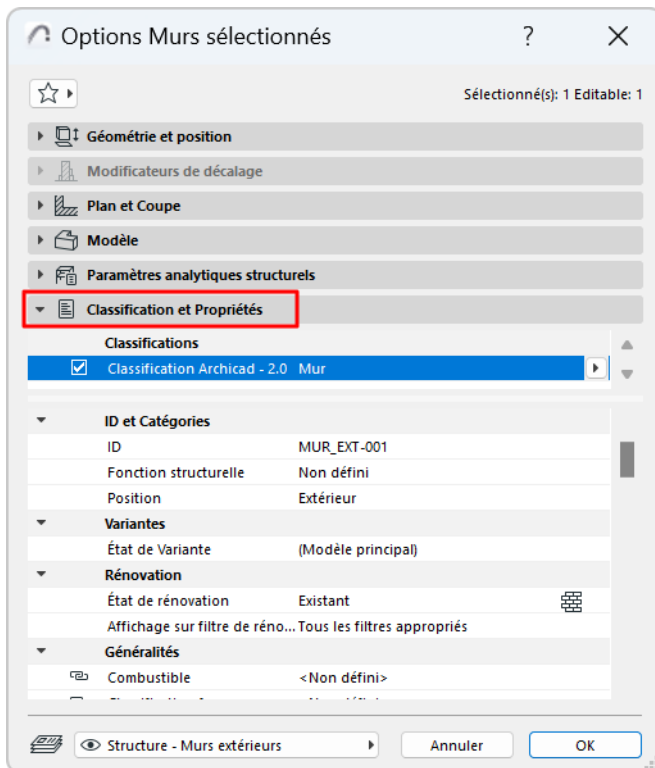 Options Murs sélectionnés ?
Sélectionné(s): 1 Editable: 1
Géométrie et position
Modificateurs de décalage
Plan et Coupe
Modèle
Paramètres analytiques structurels
Classification et Propriétés
Classifications
Classification Archicad - 2.0 Mur
ID et Catégories
ID MUR_EXT-001
Fonction structurelle Non défini
Position Extérieur
Variantes
État de Variante (Modèle principal)
Rénovation
État de rénovation Existant
Affichage sur filtre de réno... Tous les filtres appropriés
Généralités
Combustible <Non défini>
Structure - Murs extérieurs Annuler OK